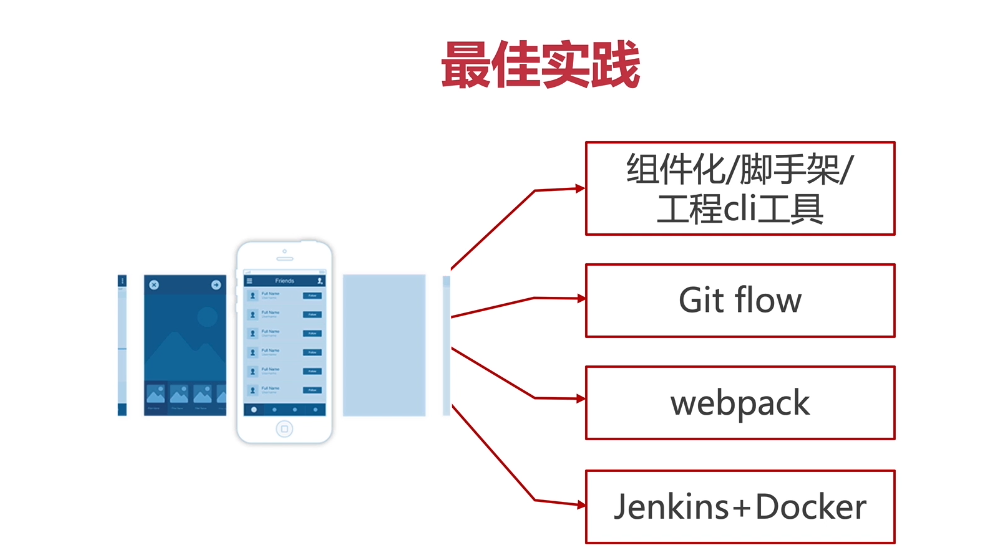 最佳实践
组件化/脚手架/
工程cli工具
Git flow
webpack
Jenkins+Docker
Friends
Full Name
Full Name
Full Name
Full Name
Full Name
Full Name